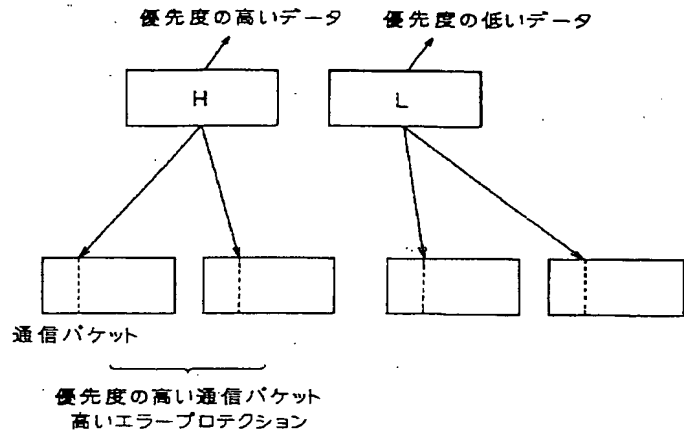 優先度の高いデータ
優先度の低いデータ
H
L
通信パケット
優先度の高い通信パケット
高いエラープロテクション